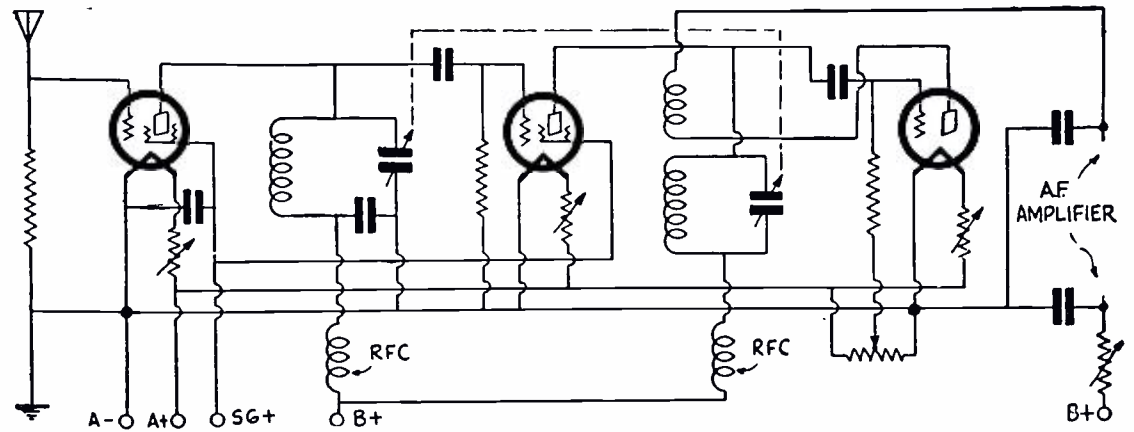 A.F.
AMPLIFIER
RFC
RFC
A-
A+
SG+
B+
B+